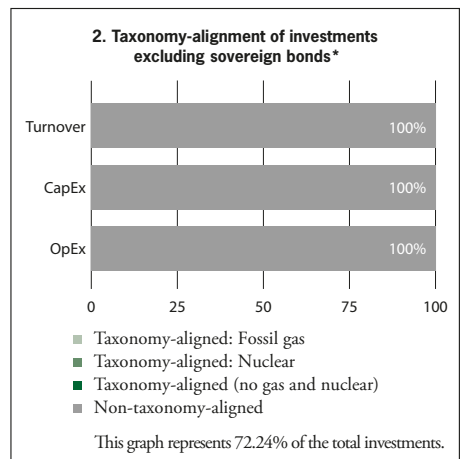 2. Taxonomy-alignment of investments
excluding sovereign bonds*
Turnover 100%
CapEx 100%
OpEx 100%
0 25 50 75 100
Taxonomy-aligned: Fossil gas
Taxonomy-aligned: Nuclear
Taxonomy-aligned (no gas and nuclear)
Non-taxonomy-aligned
This graph represents 72.24% of the total investments.